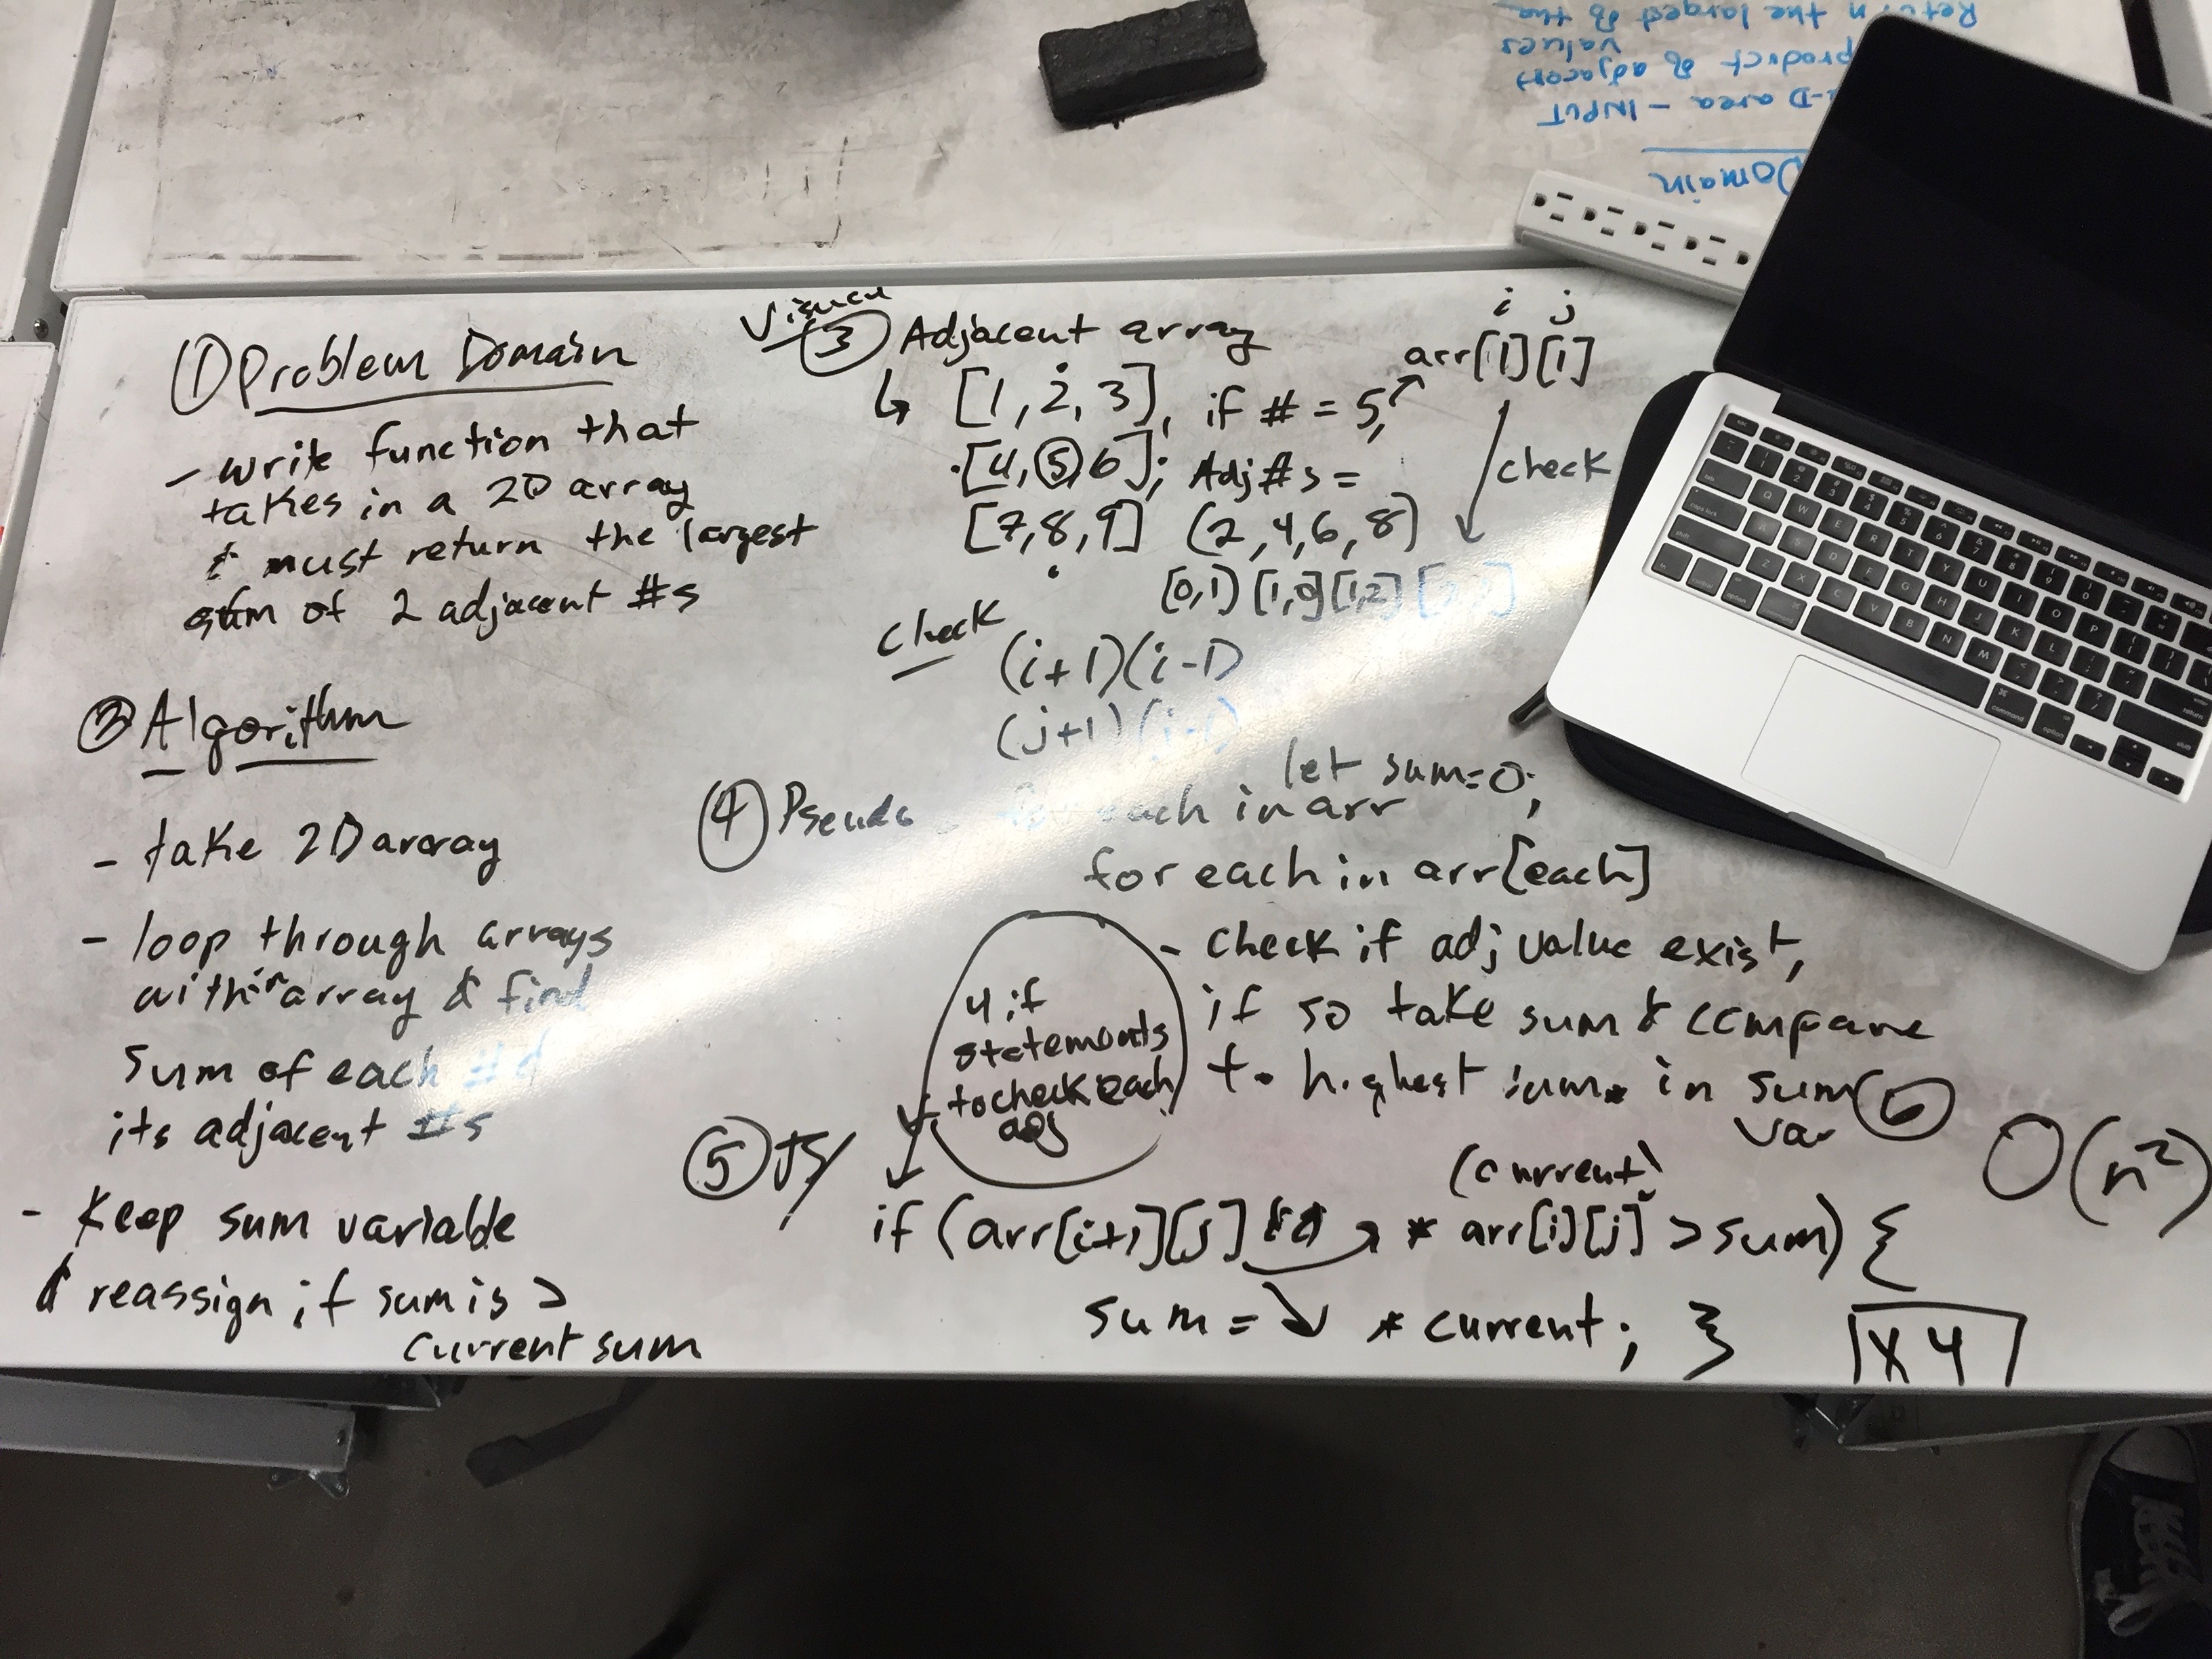 ① Problem Domain
- write function that
takes in a 2D array
& must return the largest
sum of 2 adjacent #s
② Algorithm
- take 2D array
- loop through arrays
within array & find
sum of each # &
its adjacent #s
- Keep sum variable
& reassign if sum is >
current sum
Visual
③ Adjacent array
i j
arr[1][1]
↳ [1, 2, 3], if # = 5,
[4, 5, 6]; Adj #s =
[7, 8, 9] (2, 4, 6, 8)
check
[0,1) [1,0] [1,2]
check
(i+1)(i-1)
(j+1)(j-1)
④ Pseudo
let sum=0;
for each in arr
for each in arr[each]
- check if adj value exist,
if so take sum & compare
to highest sum in sum
var
4 if
statements
to check each
adj
⑤ JS
(current)
if (arr[i+1][j] * arr[i][j] > sum) {
sum = ↘ * current; }
X4
⑥
O(n²)
Domain
2-D area - INPUT
product of adjacent
values
Return the largest of the